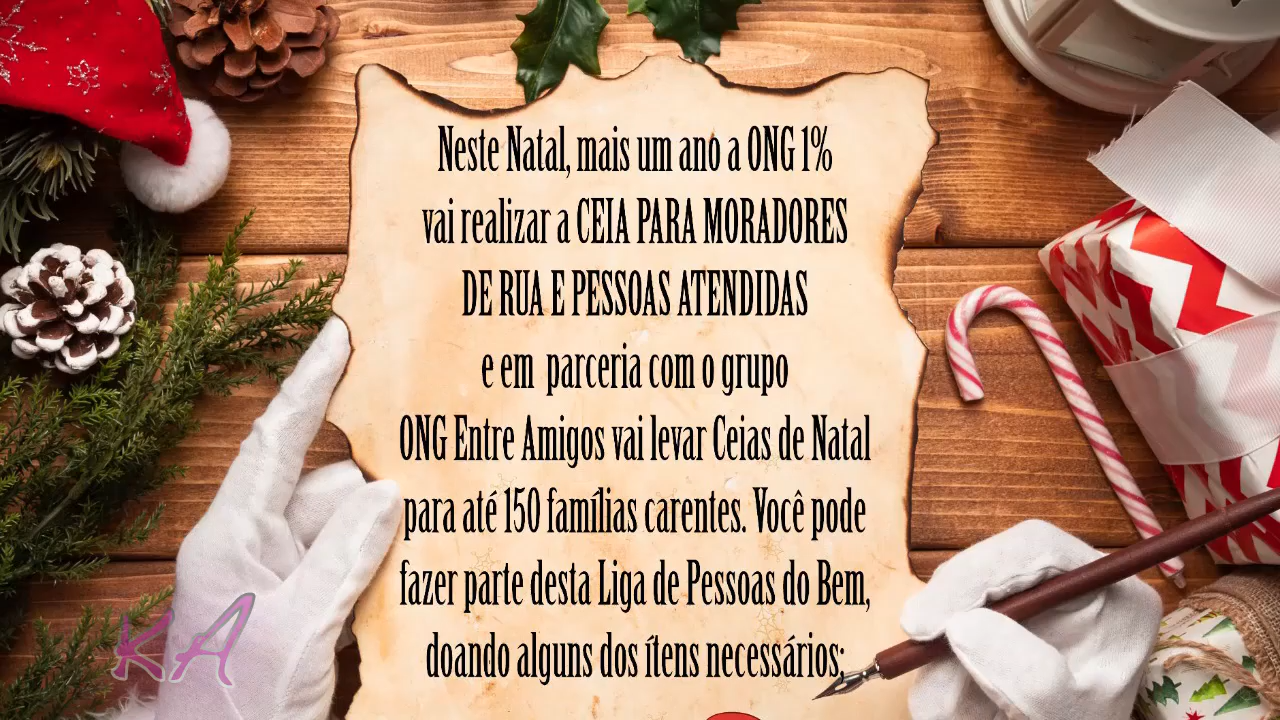 Neste Natal, mais um ano a ONG 1%
vai realizar a CEIA PARA MORADORES
DE RUA E PESSOAS ATENDIDAS
e em parceria com o grupo
ONG Entre Amigos vai levar Ceias de Natal
para até 150 famílias carentes. Você pode
fazer parte desta Liga de Pessoas do Bem,
doando alguns dos ítens necessários;
KA